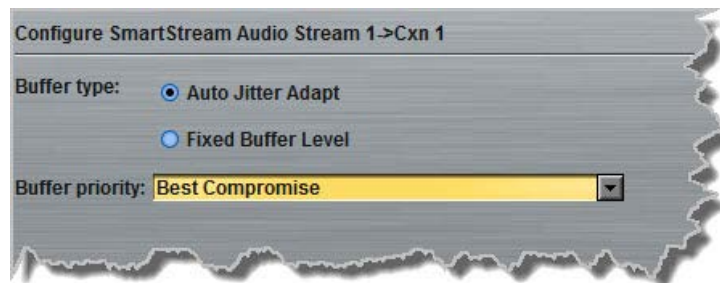 Configure SmartStream Audio Stream 1->Cxn 1
Buffer type:
Auto Jitter Adapt
Fixed Buffer Level
Buffer priority: Best Compromise